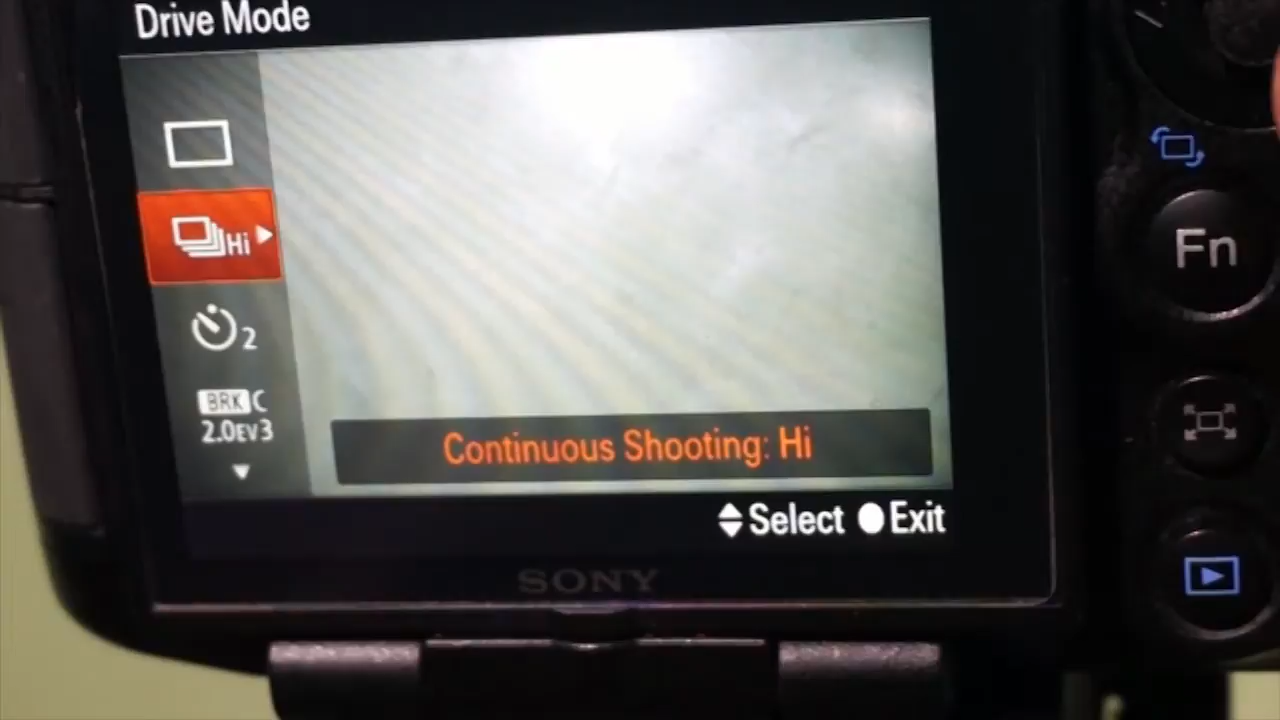 Drive Mode
Hi
2
BRK C
2.0EV3
Continuous Shooting: Hi
Select Exit
SONY
Fn